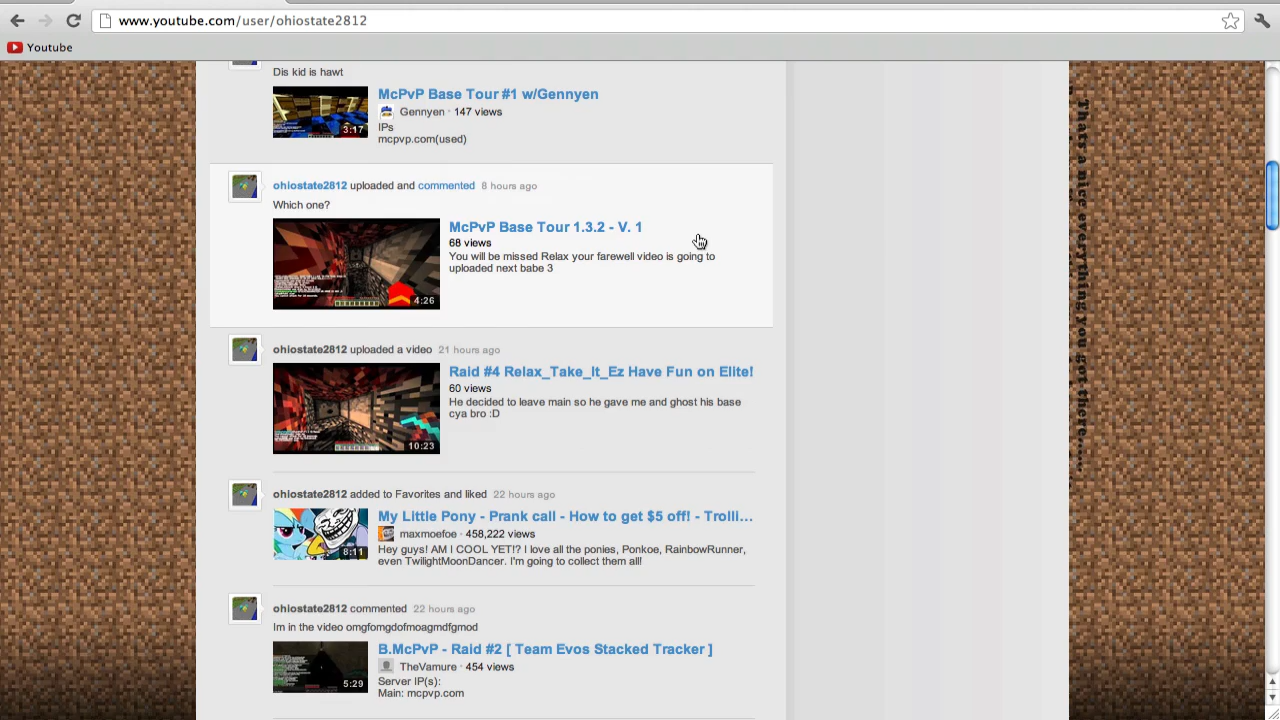 www.youtube.com/user/ohiostate2812
Youtube
Dis kid is hawt
McPvP Base Tour #1 w/Gennyen
Gennyen · 147 views
IPs
mcpvp.com(used)
3:17
ohiostate2812 uploaded and commented 8 hours ago
Which one?
McPvP Base Tour 1.3.2 - V. 1
68 views
You will be missed Relax your farewell video is going to
uploaded next babe 3
4:26
ohiostate2812 uploaded a video 21 hours ago
Raid #4 Relax_Take_It_Ez Have Fun on Elite!
60 views
He decided to leave main so he gave me and ghost his base
cya bro :D
10:23
ohiostate2812 added to Favorites and liked 22 hours ago
My Little Pony - Prank call - How to get $5 off! - Trolli...
maxmoefoe · 458,222 views
Hey guys! AM I COOL YET!? I love all the ponies, Ponkoe, RainbowRunner,
even TwilightMoonDancer. I'm going to collect them all!
8:11
ohiostate2812 commented 22 hours ago
Im in the video omgfomgdofmoagmdfgmod
B.McPvP - Raid #2 [ Team Evos Stacked Tracker ]
TheVamure · 454 views
Server IP(s):
Main: mcpvp.com
5:29
Thats a nice everything you got there....